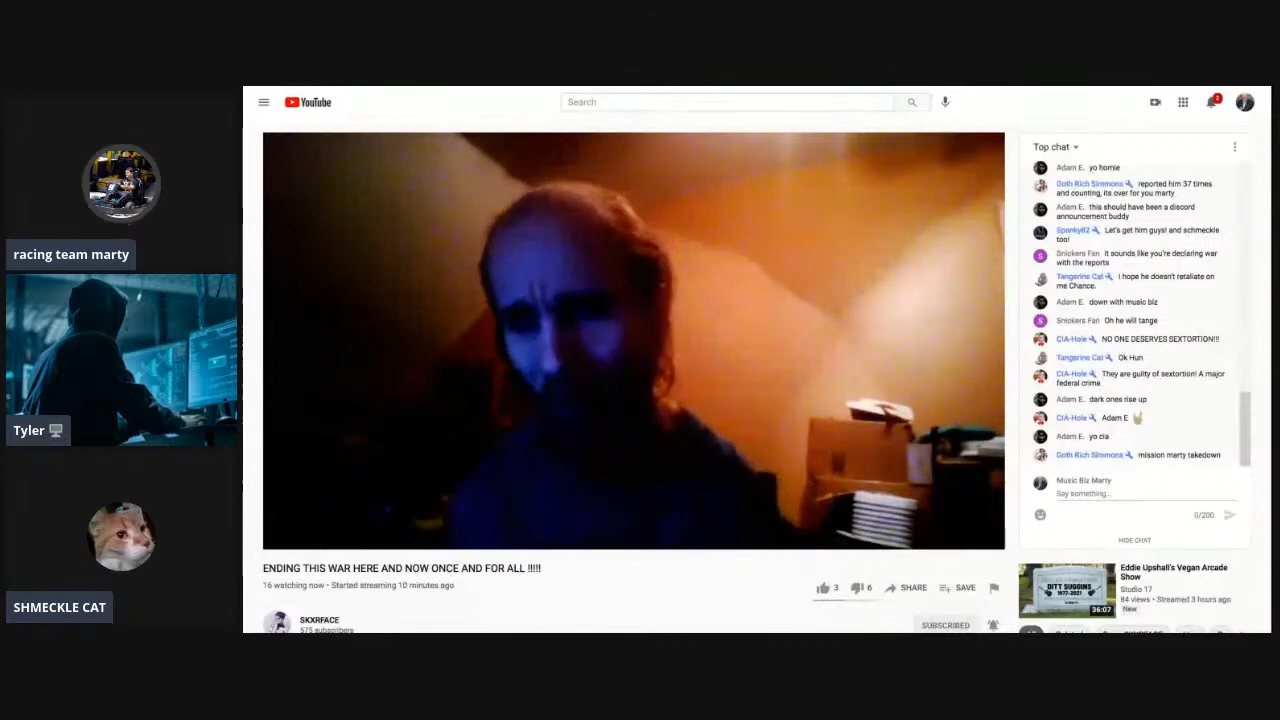 YouTube
Search
2
racing team marty
Tyler
SHMECKLE CAT
ENDING THIS WAR HERE AND NOW ONCE AND FOR ALL !!!!!
16 watching now • Started streaming 10 minutes ago
3
6
SHARE
SAVE
SKXRFACE
575 subscribers
SUBSCRIBED
Top chat
Adam E. yo homie
Goth Rich Simmons reported him 37 times
and counting, its over for you marty
Adam E. this should have been a discord
announcement buddy
Spanky82 Let's get him guys! and schmeckle
too!
Snickers Fan it sounds like you're declaring war
with the reports
Tangerine Cat I hope he doesn't retaliate on
me Chance.
Adam E. down with music biz
Snickers Fan Oh he will tange
CIA-Hole NO ONE DESERVES SEXTORTION!!!
Tangerine Cat Ok Hun
CIA-Hole They are guilty of sextortion! A major
federal crime
Adam E. dark ones rise up
CIA-Hole Adam E 🤘
Adam E. yo cia
Goth Rich Simmons mission marty takedown
Music Biz Marty
Say something...
0/200
HIDE CHAT
DITT SUGGINS
1977-2021
36:07
Eddie Upshall's Vegan Arcade
Show
Studio 17
84 views • Streamed 3 hours ago
New